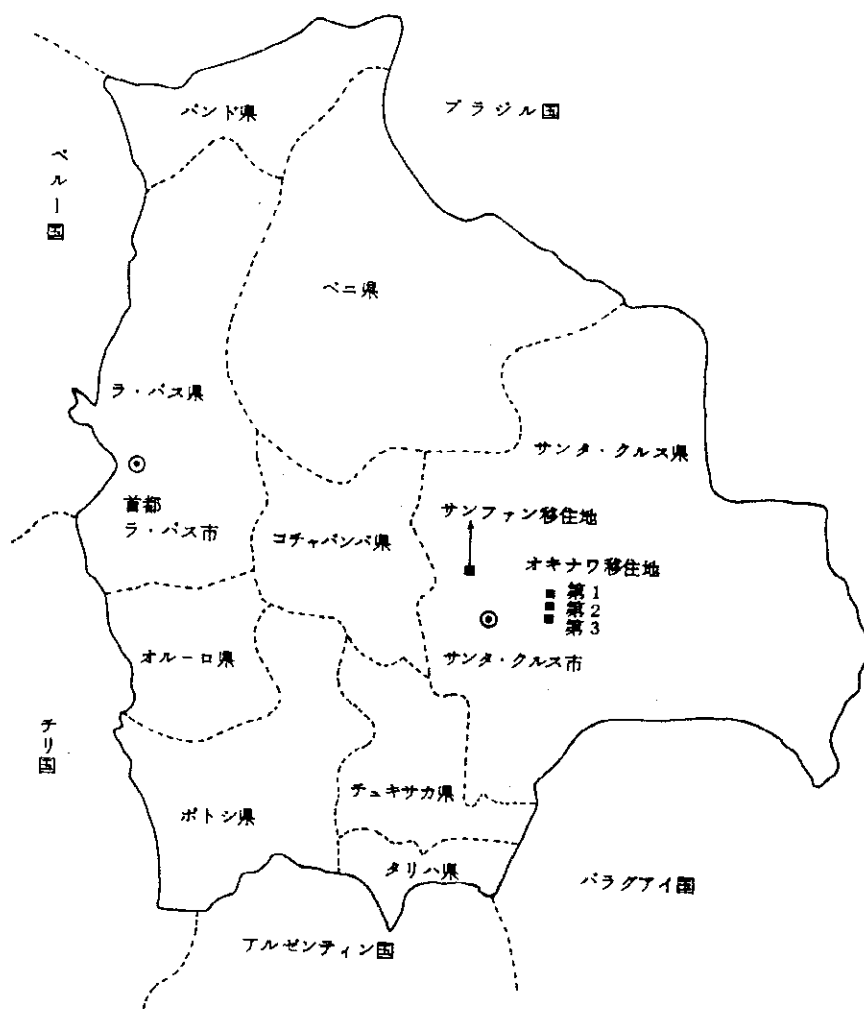 パンド県
ブラジル国
ペルー国
ベニ県
ラ・パス県
サンタ・クルス県
首都
ラ・パス市
コチャバンバ県
サンファン移住地
オキナワ移住地
第1
第2
第3
オルーロ県
サンタ・クルス市
チリ国
チュキサカ県
ポトシ県
タリハ県
パラグアイ国
アルゼンティン国